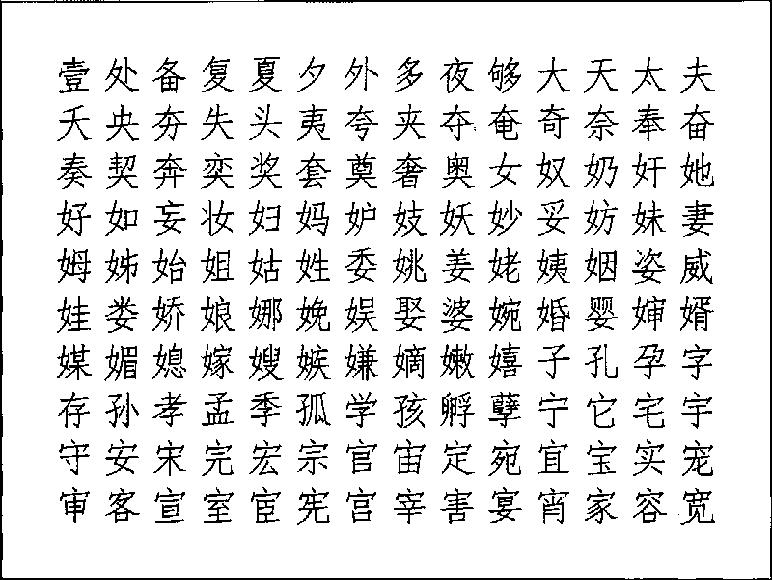 壹处备复夏夕外多夜够大天太夫
夭央夯失头夷夸夹夺奄奇奈奉奋
奏契奔奕奖套奠奢奥女奴奶奸她
好如妄妆妇妈妒妓妖妙妥妨妹妻
姆姊始姐姑姓委姚姜姥姨姻姿威
娃娄娇娘娜娩娱娶婆婉婚婴婶婿
媒媚媳嫁嫂嫉嫌嫡嫩嬉子孔孕字
存孙孝孟季孤学孩孵孽宁它宅宇
守安宋完宏宗官宙定宛宜宝实宠
审客宣室宦宪宫宰害宴宵家容宽